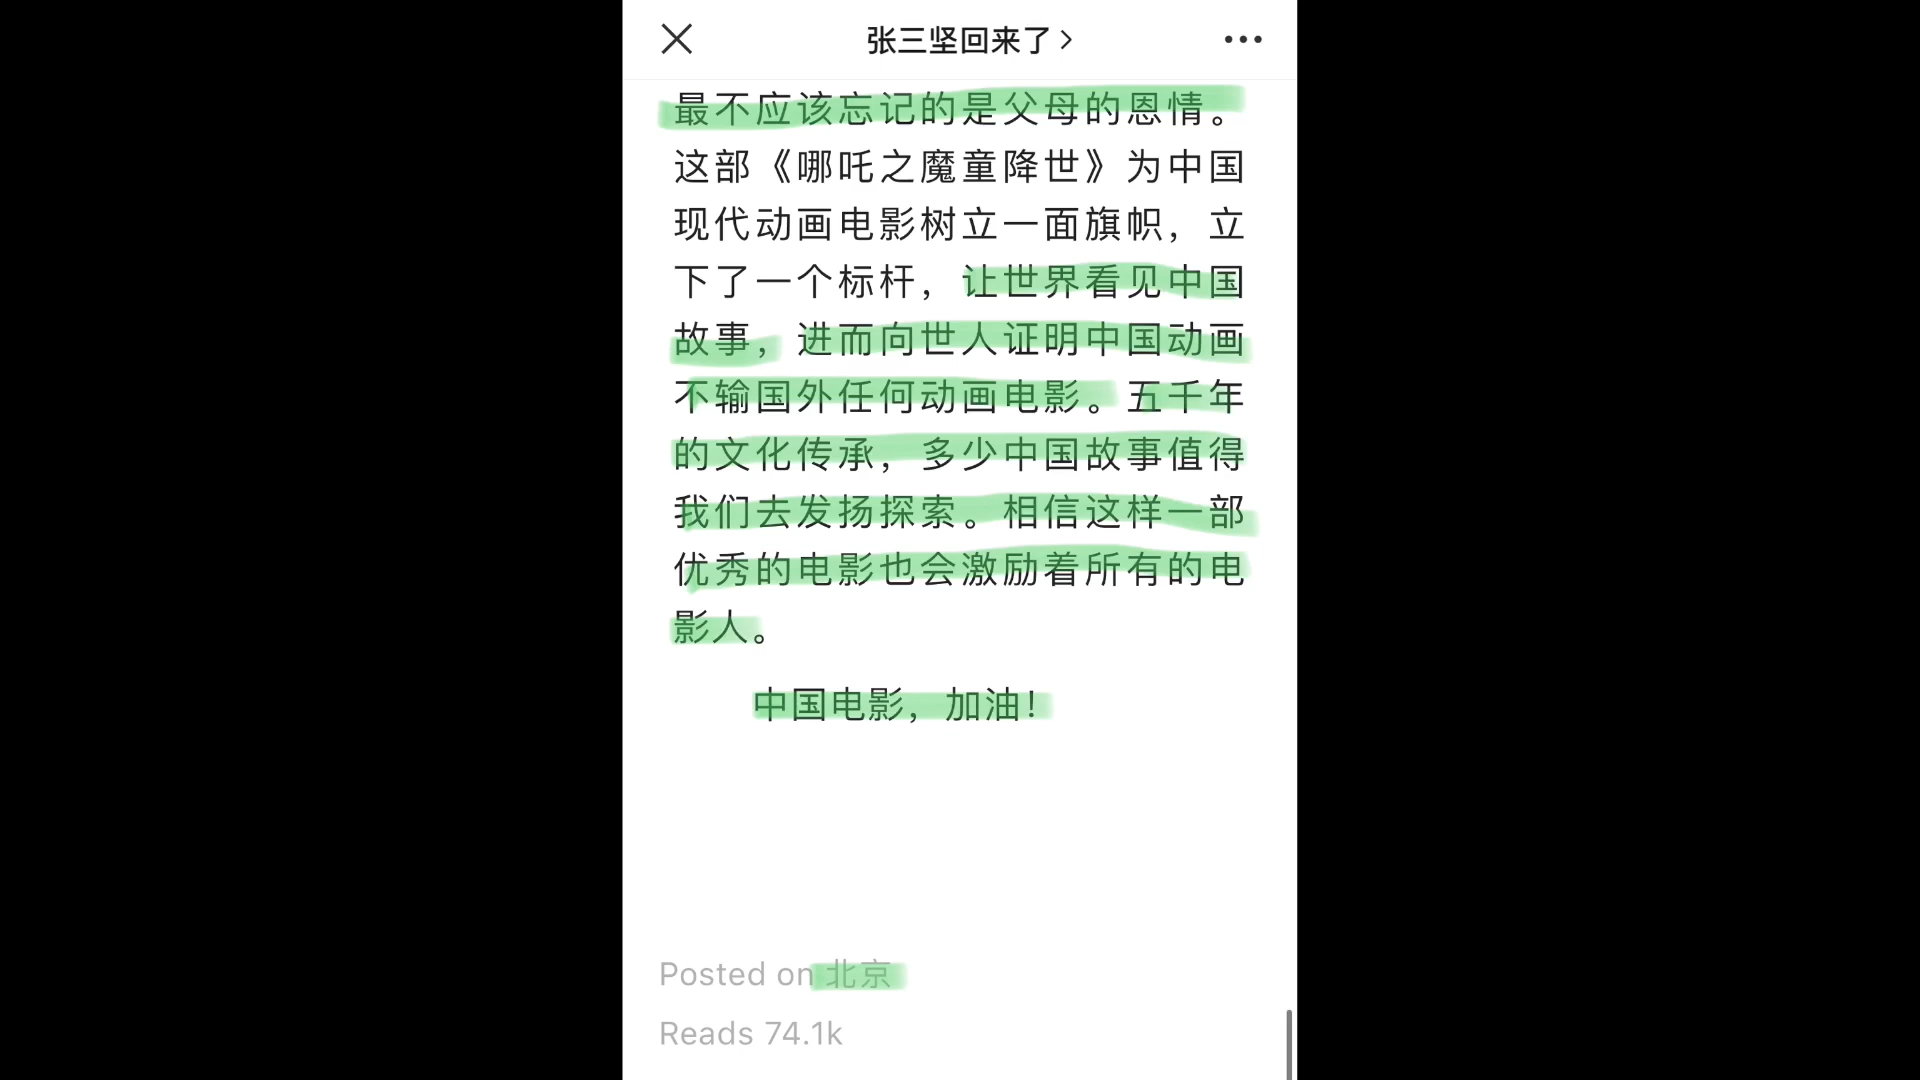 张三坚回来了
最不应该忘记的是父母的恩情。
这部《哪吒之魔童降世》为中国
现代动画电影树立一面旗帜，立
下了一个标杆，让世界看见中国
故事，进而向世人证明中国动画
不输国外任何动画电影。五千年
的文化传承，多少中国故事值得
我们去发扬探索。相信这样一部
优秀的电影也会激励着所有的电
影人。
中国电影，加油！
Posted on 北京
Reads 74.1k